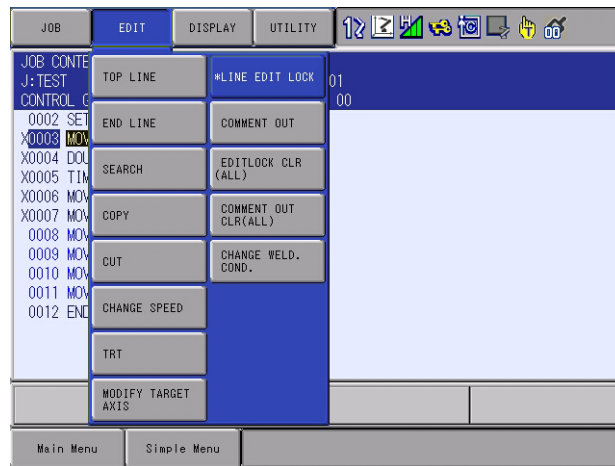 JOB EDIT DISPLAY UTILITY
JOB CONTE
J:TEST 01
CONTROL G 00
0002 SET
X0003 MOV
X0004 DOU
X0005 TIM
X0006 MOV
X0007 MOV
0008 MOV
0009 MOV
0010 MOV
0011 MOV
0012 END
TOP LINE
END LINE
SEARCH
COPY
CUT
CHANGE SPEED
TRT
MODIFY TARGET
AXIS
*LINE EDIT LOCK
COMMENT OUT
EDITLOCK CLR
(ALL)
COMMENT OUT
CLR(ALL)
CHANGE WELD.
COND.
Main Menu Simple Menu